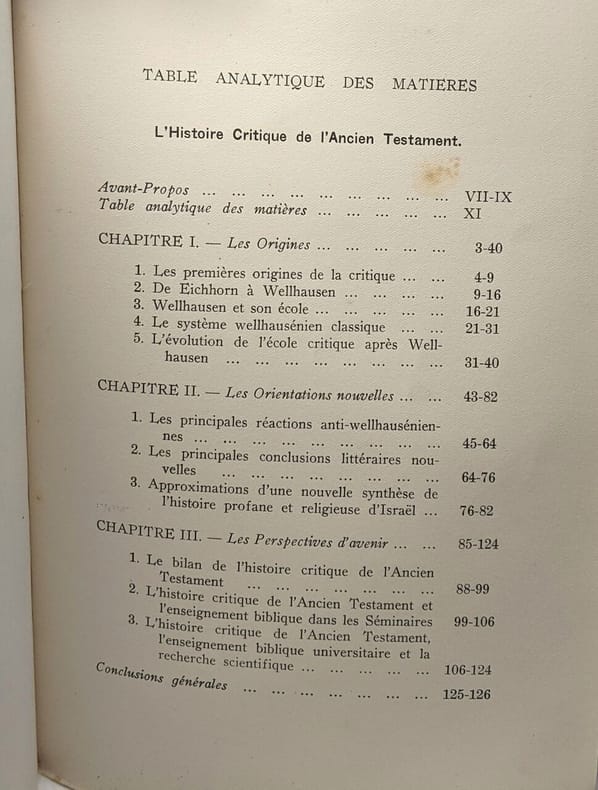 TABLE ANALYTIQUE DES MATIERES
L'Histoire Critique de l'Ancien Testament.
Avant-Propos ... ... ... ... ... ... ... ... ... VII-IX
Table analytique des matières ... ... ... ... ... XI
CHAPITRE I. — Les Origines ... ... ... ... ... 3-40
1. Les premières origines de la critique ... ... 4-9
2. De Eichhorn à Wellhausen ... ... ... ... 9-16
3. Wellhausen et son école ... ... ... ... ... 16-21
4. Le système wellhausénien classique ... ... 21-31
5. L'évolution de l'école critique après Well-
hausen ... ... ... ... ... ... ... ... 31-40
CHAPITRE II. — Les Orientations nouvelles ... ... 43-82
1. Les principales réactions anti-wellhausénien-
nes ... ... ... ... ... ... ... ... ... 45-64
2. Les principales conclusions littéraires nou-
velles ... ... ... ... ... ... ... ... 64-76
3. Approximations d'une nouvelle synthèse de
l'histoire profane et religieuse d'Israël ... 76-82
CHAPITRE III. — Les Perspectives d'avenir ... ... 85-124
1. Le bilan de l'histoire critique de l'Ancien
Testament ... ... ... ... ... ... ... 88-99
2. L'histoire critique de l'Ancien Testament et
l'enseignement biblique dans les Séminaires 99-106
3. L'histoire critique de l'Ancien Testament,
l'enseignement biblique universitaire et la
recherche scientifique ... ... ... ... ... 106-124
Conclusions générales ... ... ... ... ... ... ... 125-126